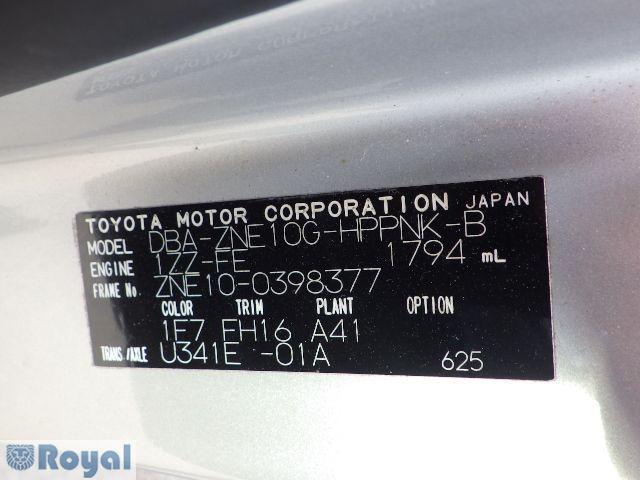 TOYOTA MOTOR CORPORATION JAPAN
MODEL DBA-ZNE10G-HPPNK-B
ENGINE 1ZZ-FE 1794 mL
FRAME No. ZNE10-0398377
COLOR TRIM PLANT OPTION
1F7 FH16 A41
TRANS/AXLE U341E -01A 625
Royal